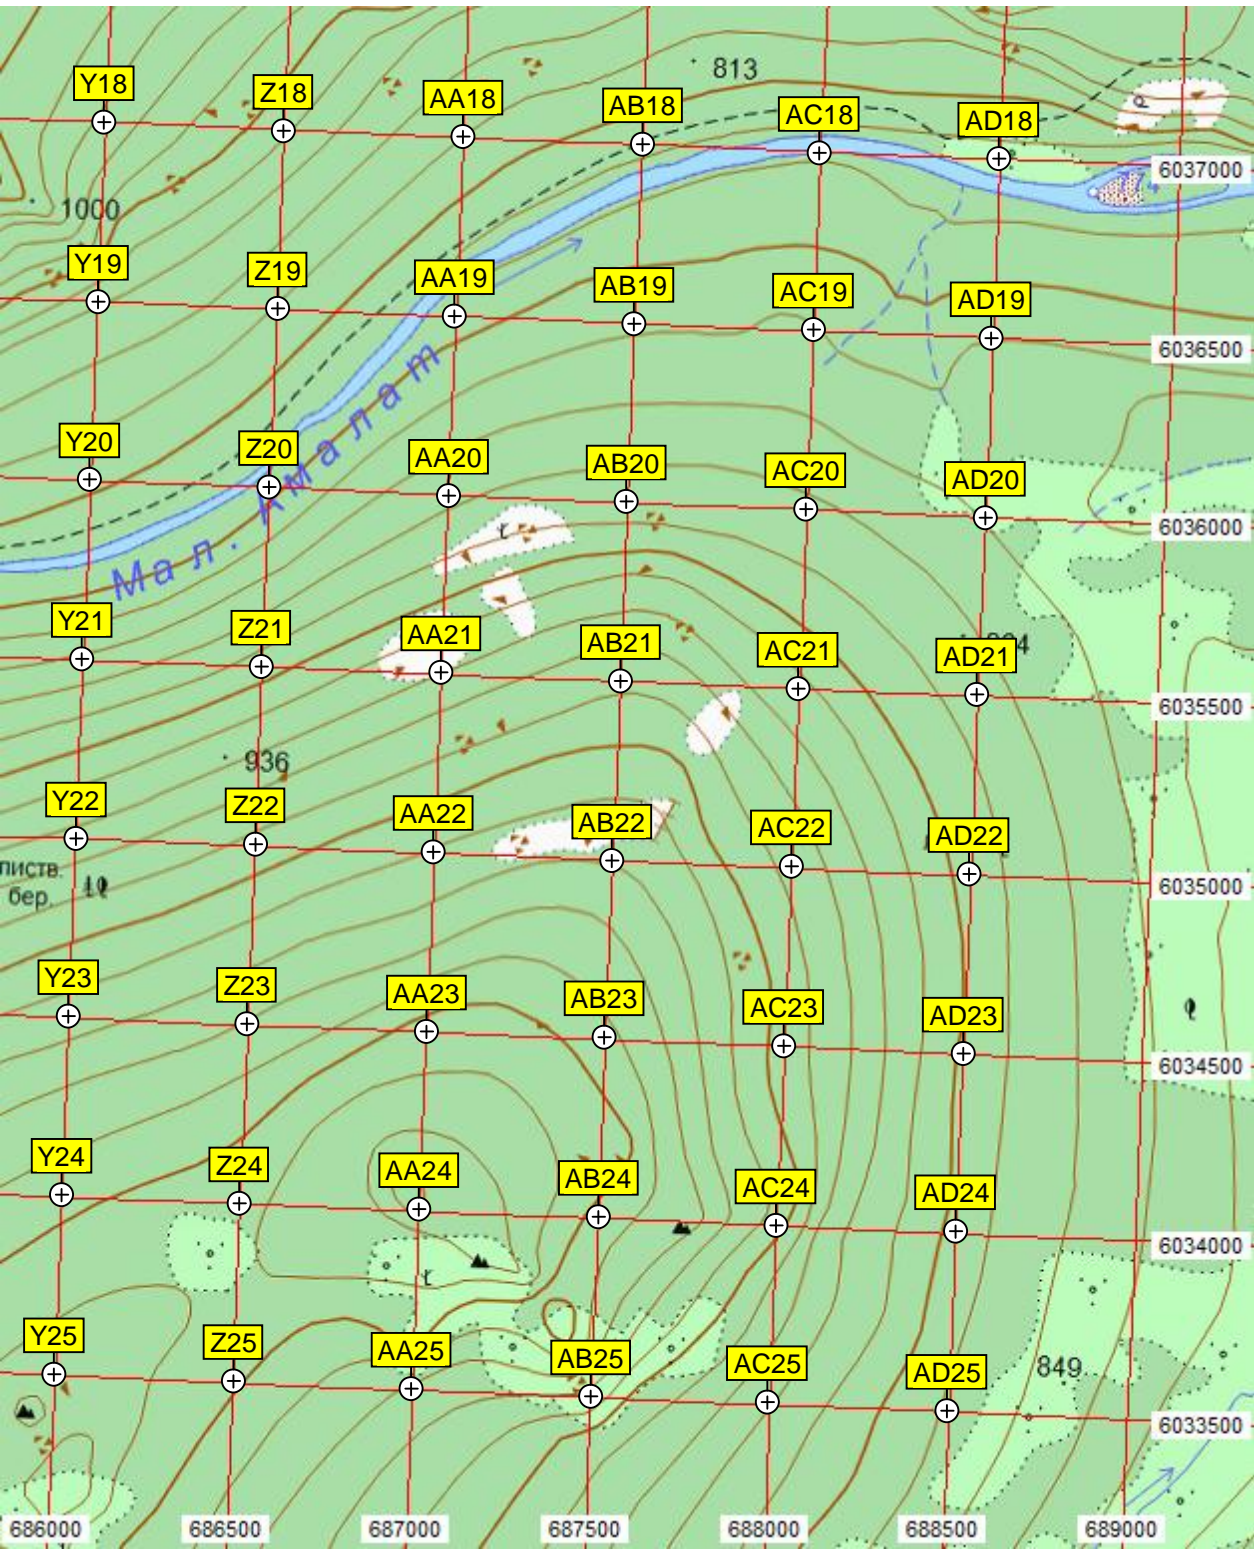 813
Y18 Z18 AA18 AB18 AC18 AD18
6037000
1000
Y19 Z19 AA19 AB19 AC19 AD19
6036500
Y20 Z20 AA20 AB20 AC20 AD20
6036000
Мал. Амалат
Y21 Z21 AA21 AB21 AC21 AD21
6035500
936
Y22 Z22 AA22 AB22 AC22 AD22
6035000
листв.
бер.
Y23 Z23 AA23 AB23 AC23 AD23
6034500
Y24 Z24 AA24 AB24 AC24 AD24
6034000
Y25 Z25 AA25 AB25 AC25 AD25
849
6033500
686000 686500 687000 687500 688000 688500 689000